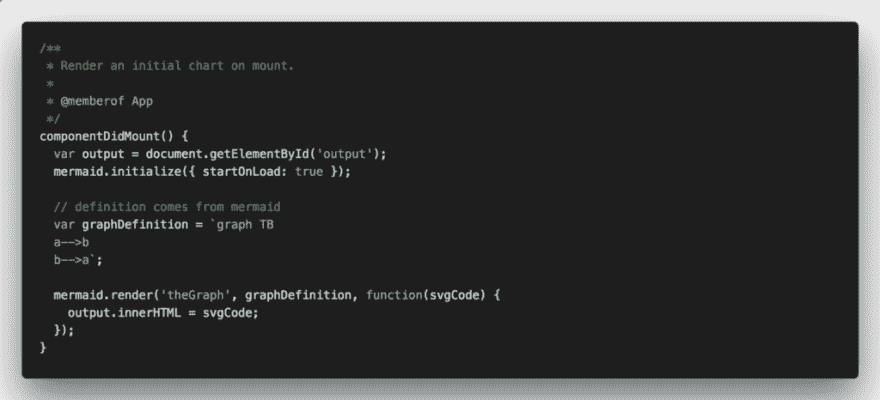 /**
 * Render an initial chart on mount.
 *
 * @memberof App
 */
componentDidMount() {
  var output = document.getElementById('output');
  mermaid.initialize({ startOnLoad: true });

  // definition comes from mermaid
  var graphDefinition = `graph TB
  a-->b
  b-->a`;

  mermaid.render('theGraph', graphDefinition, function(svgCode) {
    output.innerHTML = svgCode;
  });
}